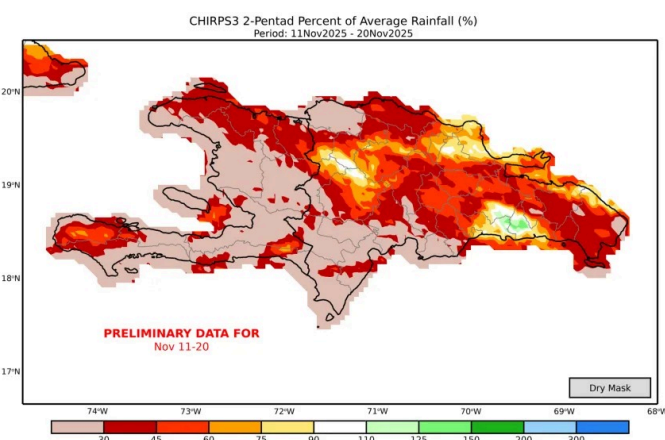 CHIRPS3 2-Pentad Percent of Average Rainfall (%)
Period: 11Nov2025 - 20Nov2025
20°N
19°N
18°N
17°N
PRELIMINARY DATA FOR
Nov 11-20
Dry Mask
74°W 73°W 72°W 71°W 70°W 69°W 68°W
30 45 60 75 90 110 125 150 200 300